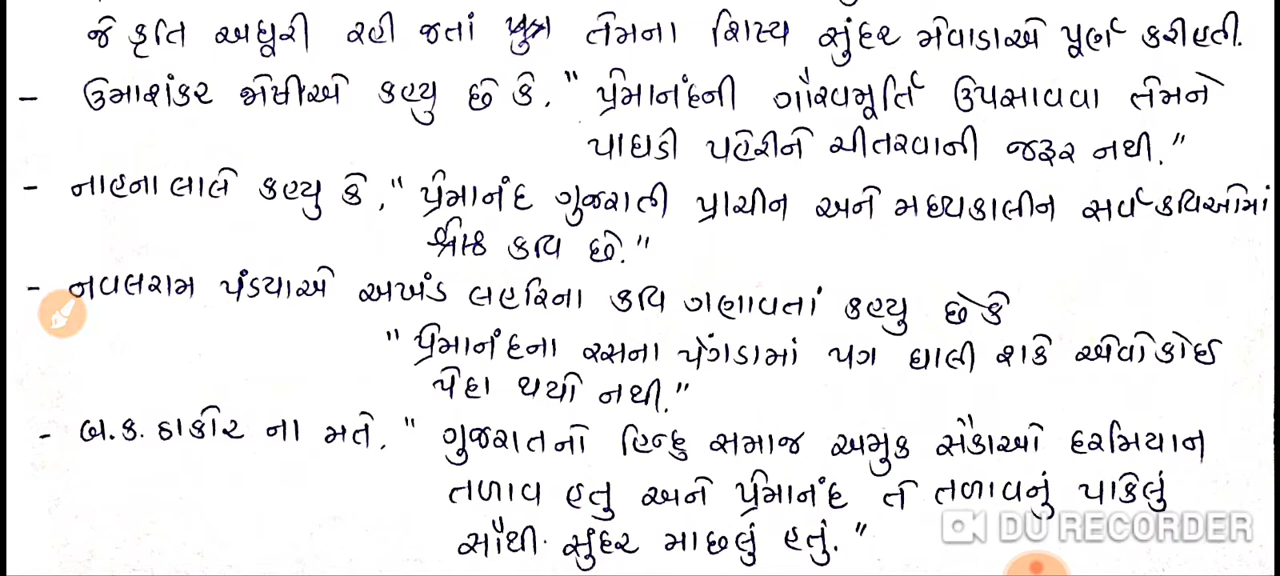 જે કૃતિ અધૂરી રહી જતાં તેમના શિસ્ય સુંદર મેવાડાએ પૂર્ણ કરી હતી.
- ઉમાશંકર જોષીએ કહ્યુ છે કે, " પ્રેમાનંદની ગૌરવમૂર્તિ ઉપસાવવા તેમને
પાઘડી પહેરીને ચીતરવાની જરૂર નથી."
- નાહનાલાલે કહ્યુ કે, " પ્રેમાનંદ ગુજરાતી પ્રાચીન અને મધ્યકાલીન સર્વ કવિઓમાં
શ્રેષ્ઠ કવિ છે."
- નવલરામ પંડયાએ અખંડ લહરિના કવિ ગણાવતાં કહ્યુ છે કે
" પ્રેમાનંદના રસના પેંગડામાં પગ ઘાલી શકે એવો કોઇ
પેદા થયો નથી."
- બ.ક.ઠાકોર ના મતે, " ગુજરાતનો હિન્દુ સમાજ અમુક સૈકાઓ દરમિયાન
તળાવ હતુ અને પ્રેમાનંદ તે તળાવનું પાકેલું
સૌથી સુંદર માછલું હતું."
DU RECORDER